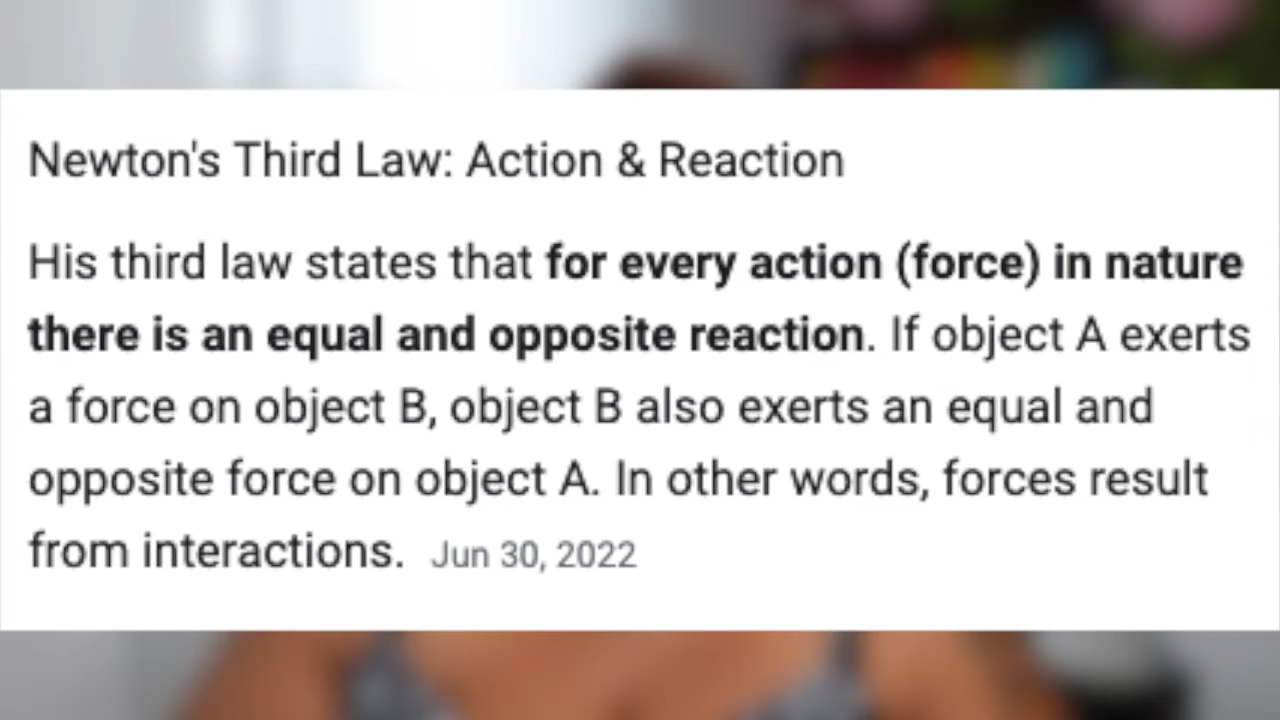 Newton's Third Law: Action & Reaction
His third law states that for every action (force) in nature
there is an equal and opposite reaction. If object A exerts
a force on object B, object B also exerts an equal and
opposite force on object A. In other words, forces result
from interactions. Jun 30, 2022